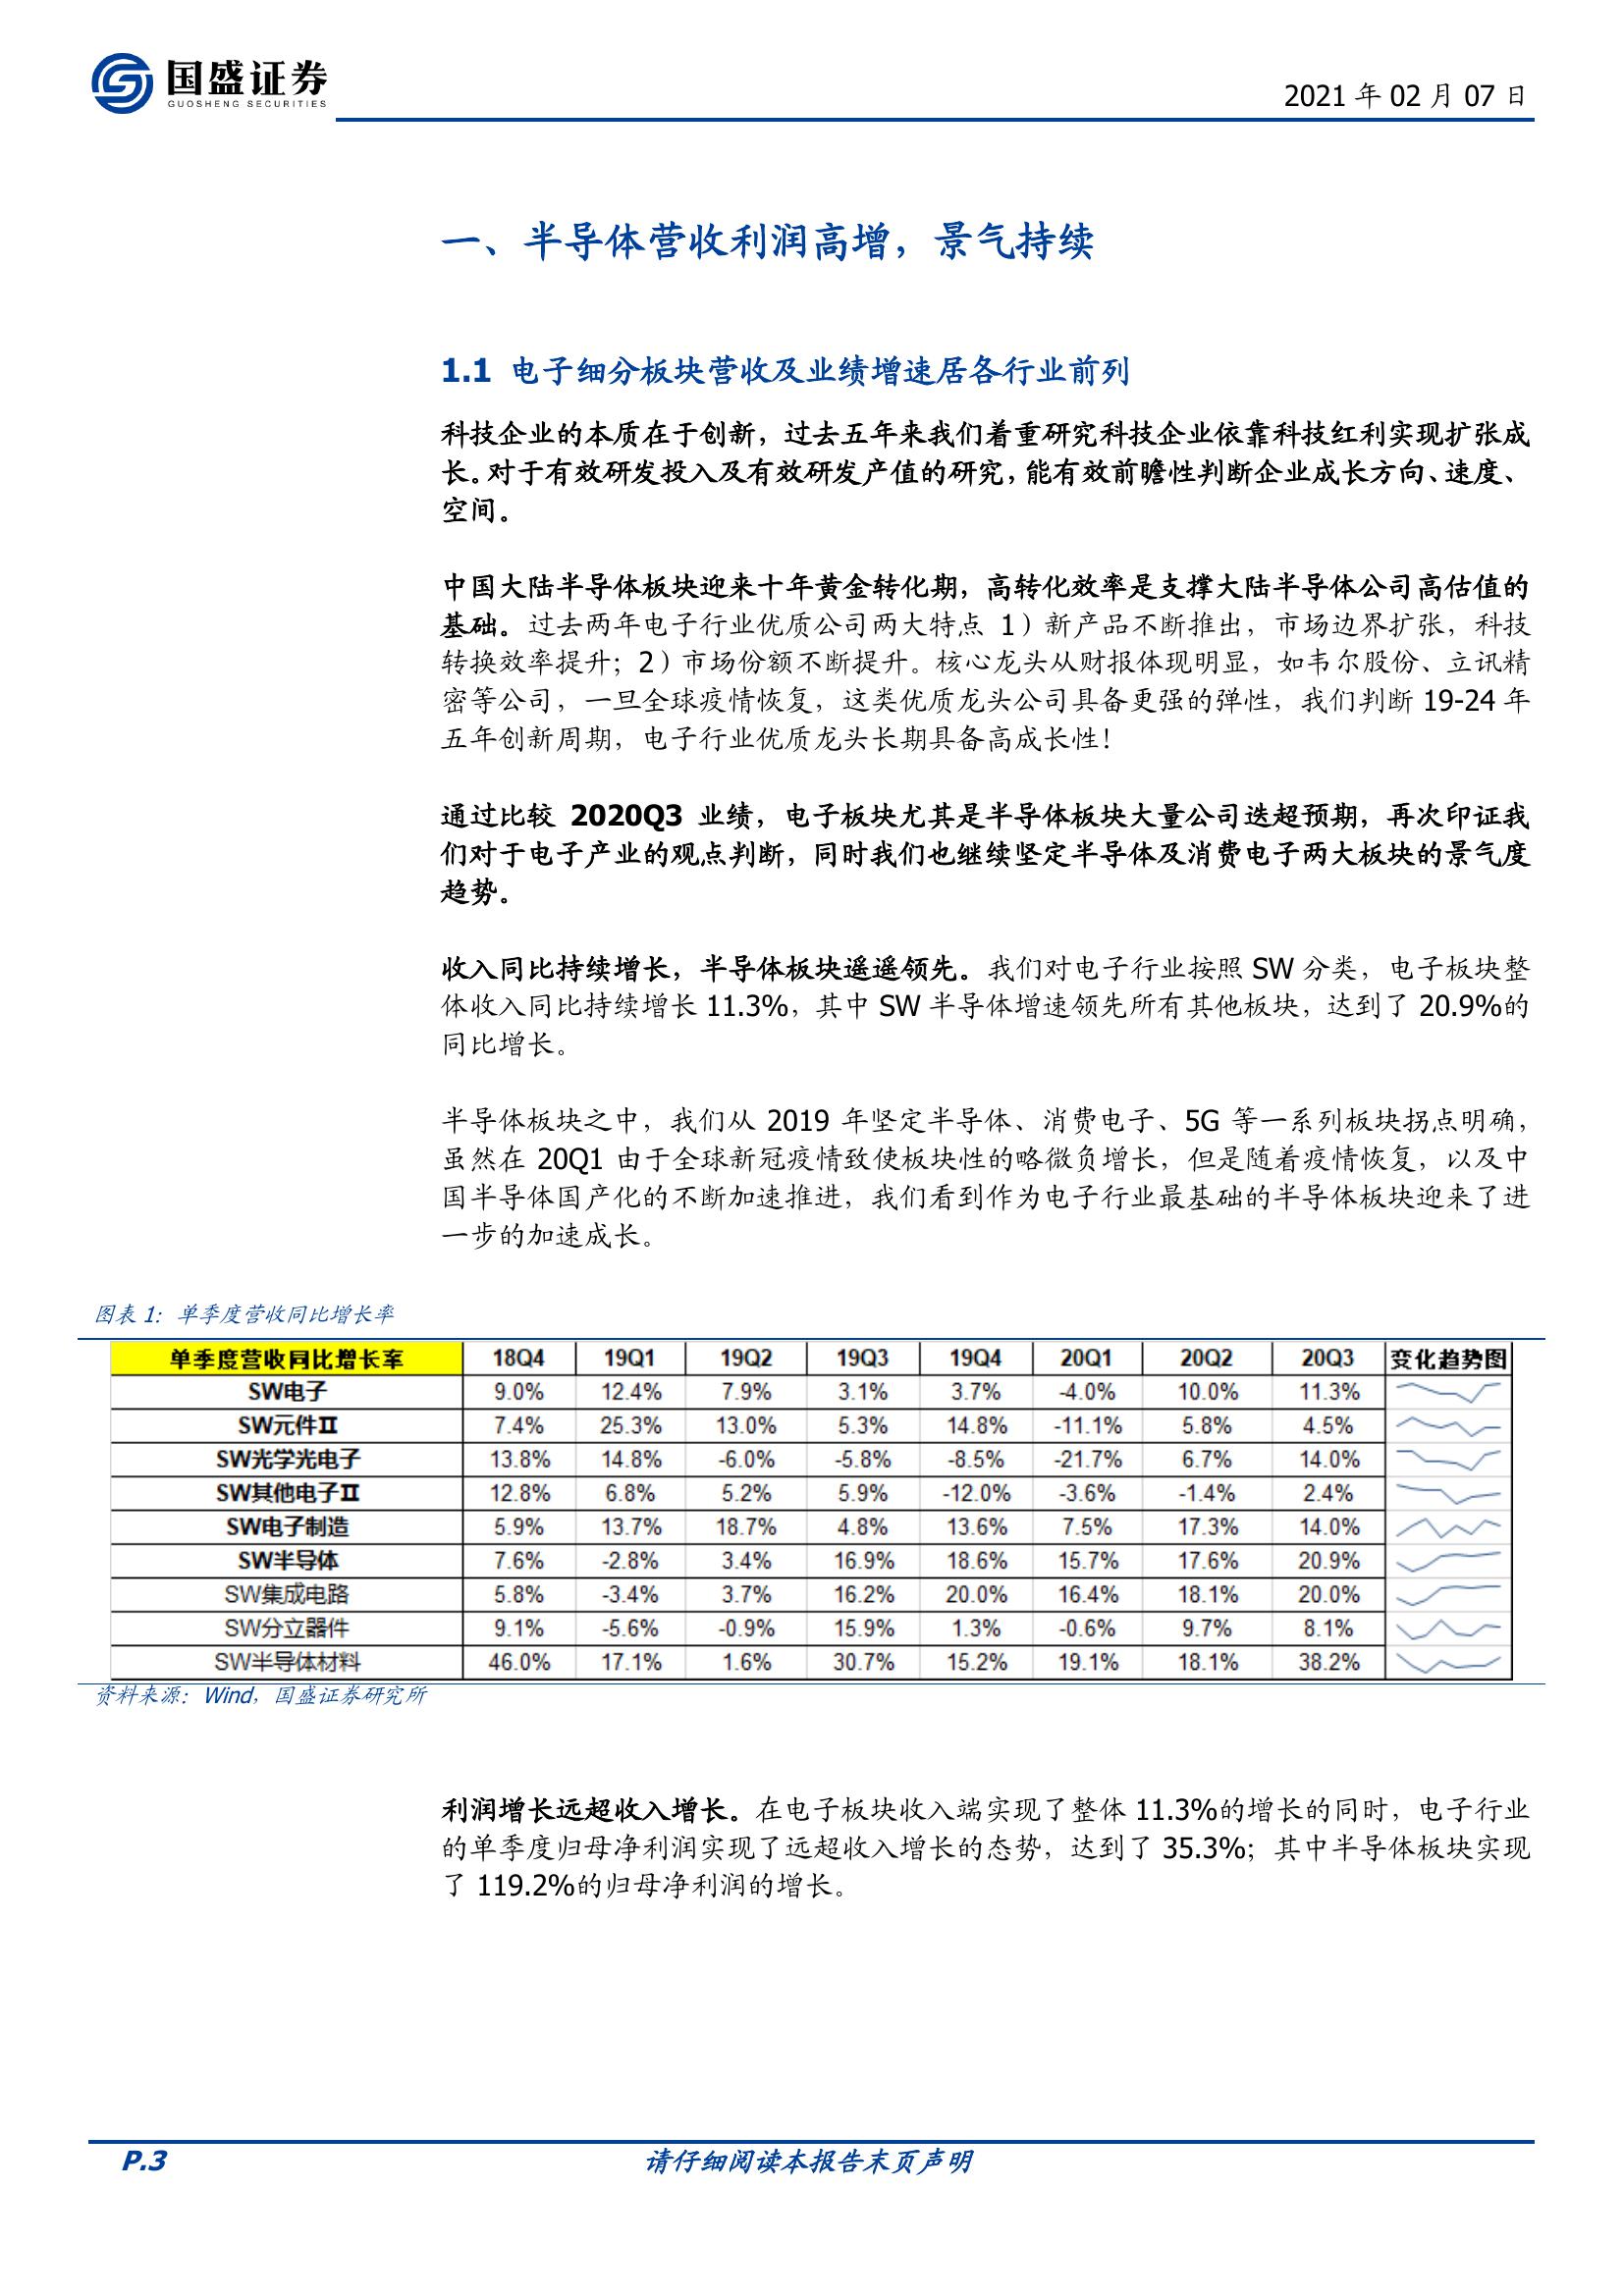 国盛证券
GUOSHENG SECURITIES
2021 年 02 月 07 日
一、半导体营收利润高增，景气持续
1.1 电子细分板块营收及业绩增速居各行业前列
科技企业的本质在于创新，过去五年来我们着重研究科技企业依靠科技红利实现扩张成
长。对于有效研发投入及有效研发产值的研究，能有效前瞻性判断企业成长方向、速度、
空间。
中国大陆半导体板块迎来十年黄金转化期，高转化效率是支撑大陆半导体公司高估值的
基础。过去两年电子行业优质公司两大特点 1）新产品不断推出，市场边界扩张，科技
转换效率提升；2）市场份额不断提升。核心龙头从财报体现明显，如韦尔股份、立讯精
密等公司，一旦全球疫情恢复，这类优质龙头公司具备更强的弹性，我们判断 19-24 年
五年创新周期，电子行业优质龙头长期具备高成长性！
通过比较 2020Q3 业绩，电子板块尤其是半导体板块大量公司迭超预期，再次印证我
们对于电子产业的观点判断，同时我们也继续坚定半导体及消费电子两大板块的景气度
趋势。
收入同比持续增长，半导体板块遥遥领先。我们对电子行业按照 SW 分类，电子板块整
体收入同比持续增长 11.3%，其中 SW 半导体增速领先所有其他板块，达到了 20.9%的
同比增长。
半导体板块之中，我们从 2019 年坚定半导体、消费电子、5G 等一系列板块拐点明确，
虽然在 20Q1 由于全球新冠疫情致使板块性的略微负增长，但是随着疫情恢复，以及中
国半导体国产化的不断加速推进，我们看到作为电子行业最基础的半导体板块迎来了进
一步的加速成长。
图表 1：单季度营收同比增长率
单季度营收同比增长率 18Q4 19Q1 19Q2 19Q3 19Q4 20Q1 20Q2 20Q3 变化趋势图
SW电子 9.0% 12.4% 7.9% 3.1% 3.7% -4.0% 10.0% 11.3%
SW元件Ⅱ 7.4% 25.3% 13.0% 5.3% 14.8% -11.1% 5.8% 4.5%
SW光学光电子 13.8% 14.8% -6.0% -5.8% -8.5% -21.7% 6.7% 14.0%
SW其他电子Ⅱ 12.8% 6.8% 5.2% 5.9% -12.0% -3.6% -1.4% 2.4%
SW电子制造 5.9% 13.7% 18.7% 4.8% 13.6% 7.5% 17.3% 14.0%
SW半导体 7.6% -2.8% 3.4% 16.9% 18.6% 15.7% 17.6% 20.9%
SW集成电路 5.8% -3.4% 3.7% 16.2% 20.0% 16.4% 18.1% 20.0%
SW分立器件 9.1% -5.6% -0.9% 15.9% 1.3% -0.6% 9.7% 8.1%
SW半导体材料 46.0% 17.1% 1.6% 30.7% 15.2% 19.1% 18.1% 38.2%
资料来源：Wind，国盛证券研究所
利润增长远超收入增长。在电子板块收入端实现了整体 11.3%的增长的同时，电子行业
的单季度归母净利润实现了远超收入增长的态势，达到了 35.3%；其中半导体板块实现
了 119.2%的归母净利润的增长。
P.3
请仔细阅读本报告末页声明